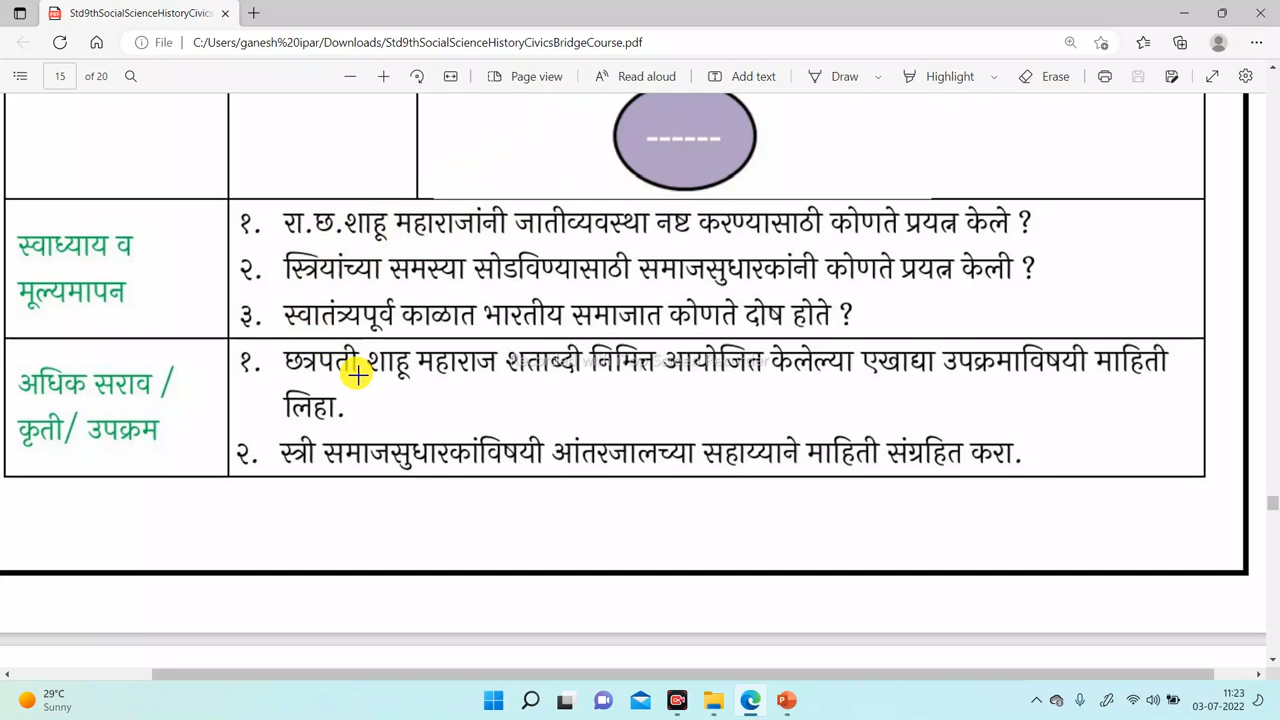 Std9thSocialScienceHistoryCivics
File C:/Users/ganesh%20ipar/Downloads/Std9thSocialScienceHistoryCivicsBridgeCourse.pdf
15 of 20 Page view Read aloud Add text Draw Highlight Erase
------
स्वाध्याय व
मूल्यमापन
१. रा.छ.शाहू महाराजांनी जातीव्यवस्था नष्ट करण्यासाठी कोणते प्रयत्न केले ?
२. स्त्रियांच्या समस्या सोडविण्यासाठी समाजसुधारकांनी कोणते प्रयत्न केली ?
३. स्वातंत्र्यपूर्व काळात भारतीय समाजात कोणते दोष होते ?
अधिक सराव /
कृती/ उपक्रम
१. छत्रपती शाहू महाराज शताब्दी निमित्त आयोजित केलेल्या एखाद्या उपक्रमाविषयी माहिती
लिहा.
२. स्त्री समाजसुधारकांविषयी आंतरजालच्या सहाय्याने माहिती संग्रहित करा.
29°C
Sunny
11:23
03-07-2022